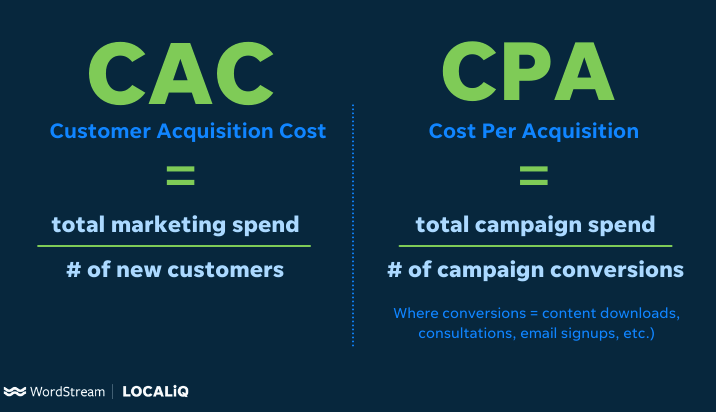 CAC
Customer Acquisition Cost
=
total marketing spend
# of new customers
CPA
Cost Per Acquisition
=
total campaign spend
# of campaign conversions
Where conversions = content downloads,
consultations, email signups, etc.)
WordStream | LOCALiQ